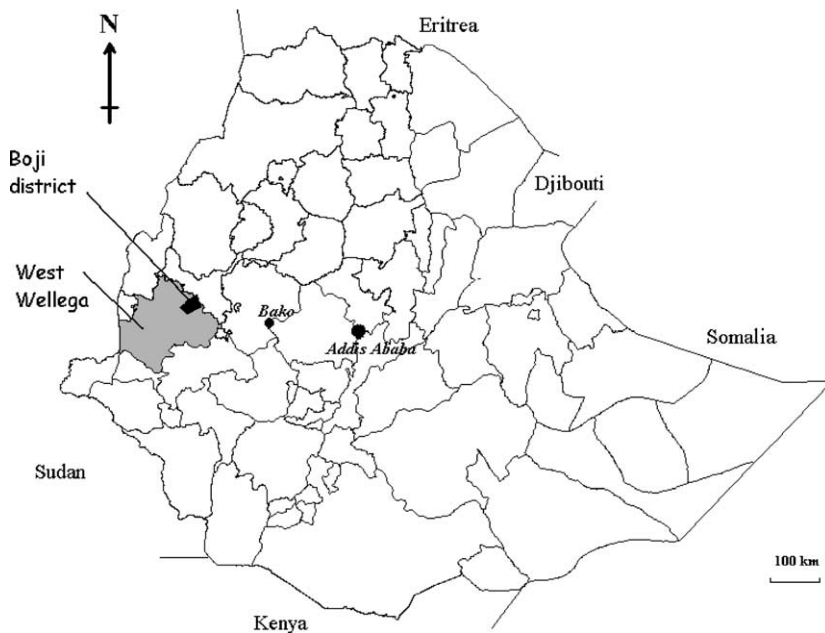 Eritrea
N
Boji
district
Djibouti
West
Wellega
Bako
Addis Ababa
Somalia
Sudan
100 km
Kenya